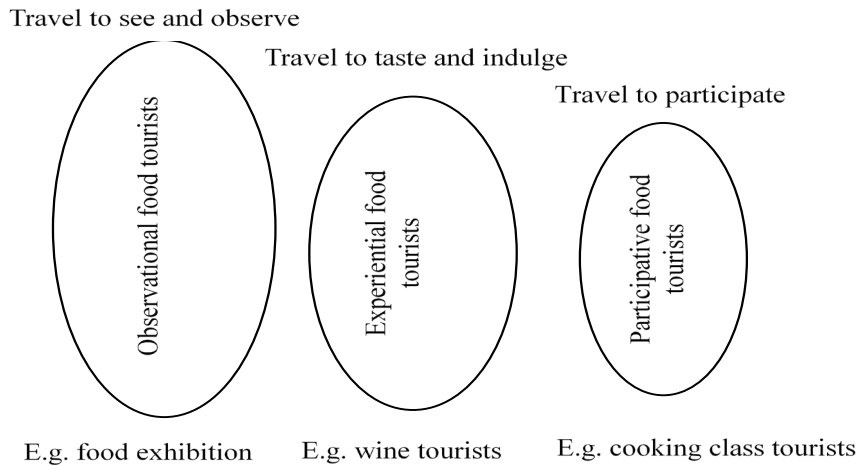 Travel to see and observe
Travel to taste and indulge
Travel to participate
Observational food tourists
Experiential food
tourists
Participative food
tourists
E.g. food exhibition
E.g. wine tourists
E.g. cooking class tourists